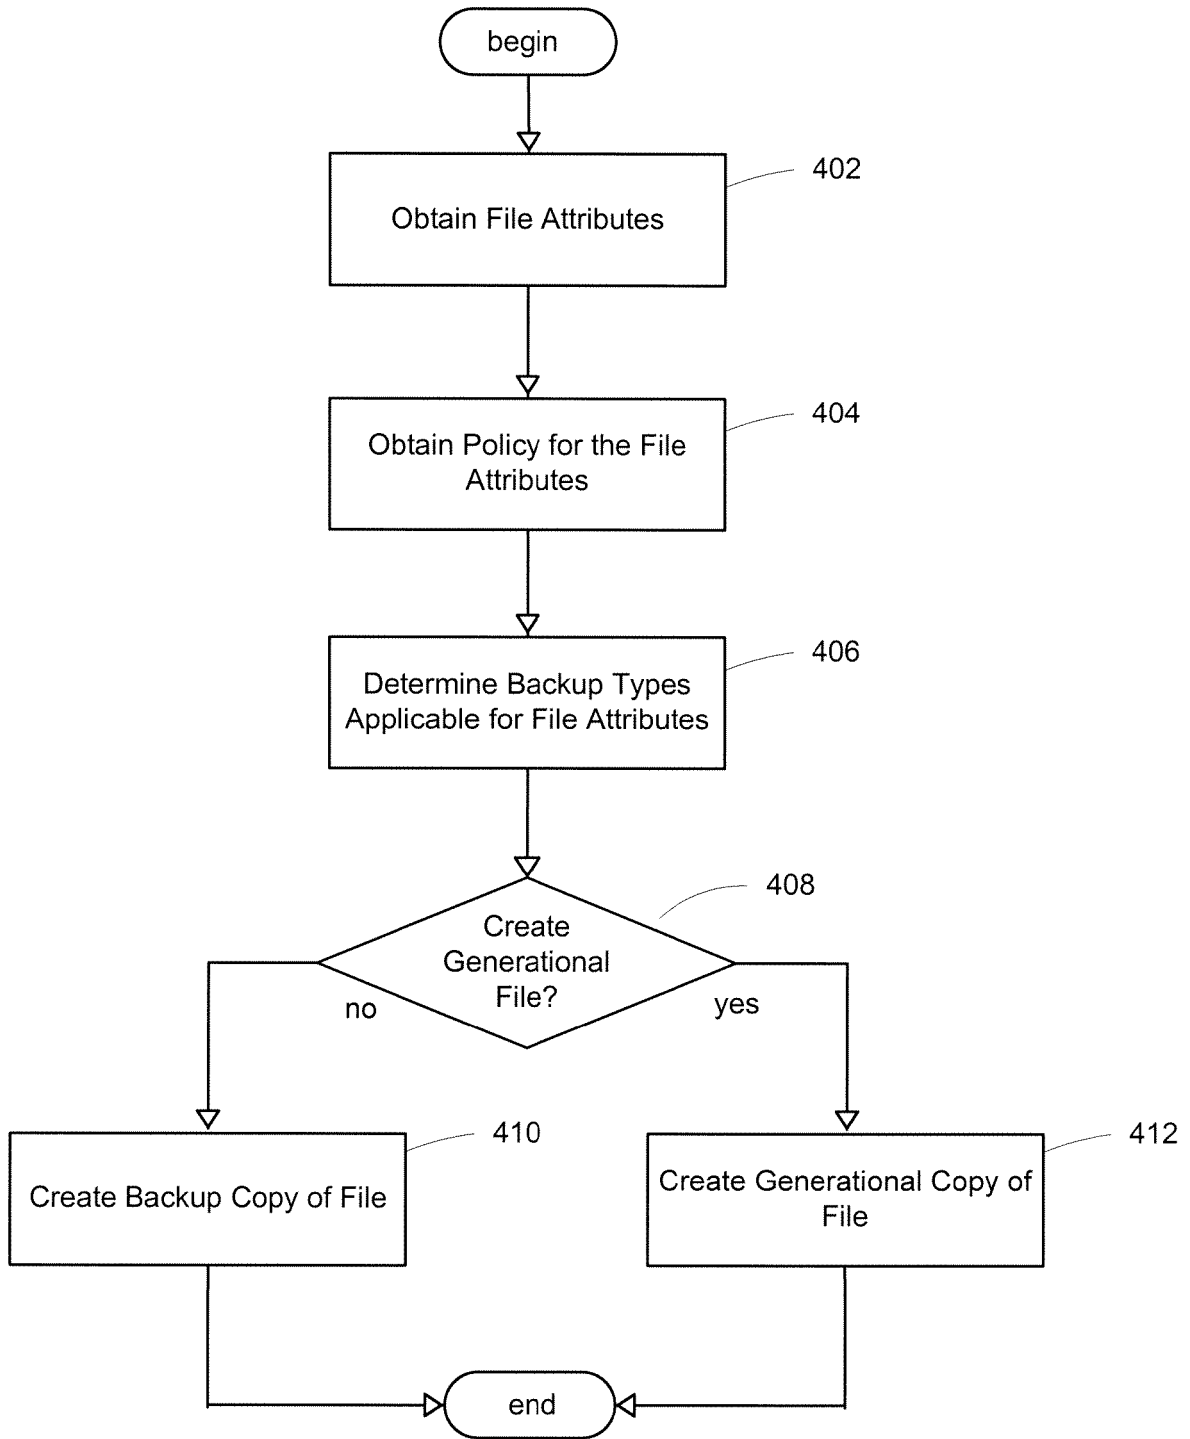 begin
402
Obtain File Attributes
404
Obtain Policy for the File
Attributes
406
Determine Backup Types
Applicable for File Attributes
408
Create
Generational
File?
no
yes
410
Create Backup Copy of File
412
Create Generational Copy of
File
end